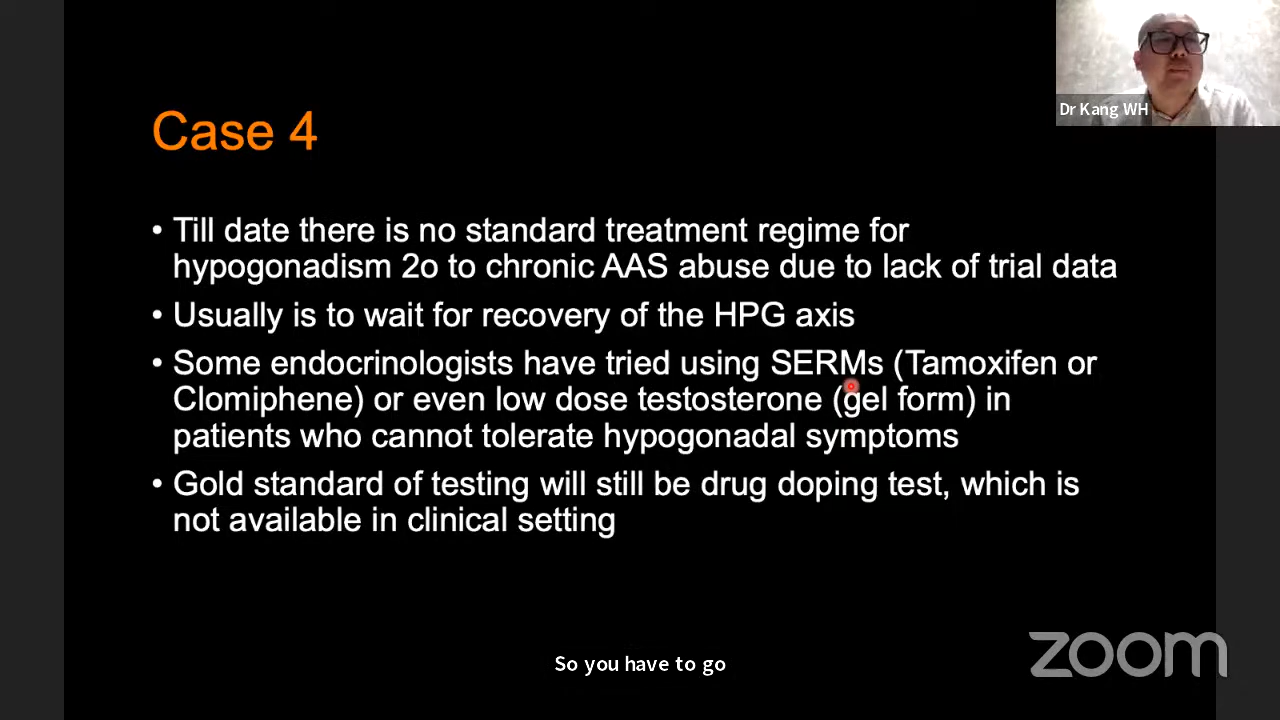 Dr Kang WH
Case 4
• Till date there is no standard treatment regime for
hypogonadism 2o to chronic AAS abuse due to lack of trial data
• Usually is to wait for recovery of the HPG axis
• Some endocrinologists have tried using SERMs (Tamoxifen or
Clomiphene) or even low dose testosterone (gel form) in
patients who cannot tolerate hypogonadal symptoms
• Gold standard of testing will still be drug doping test, which is
not available in clinical setting
zoom
So you have to go